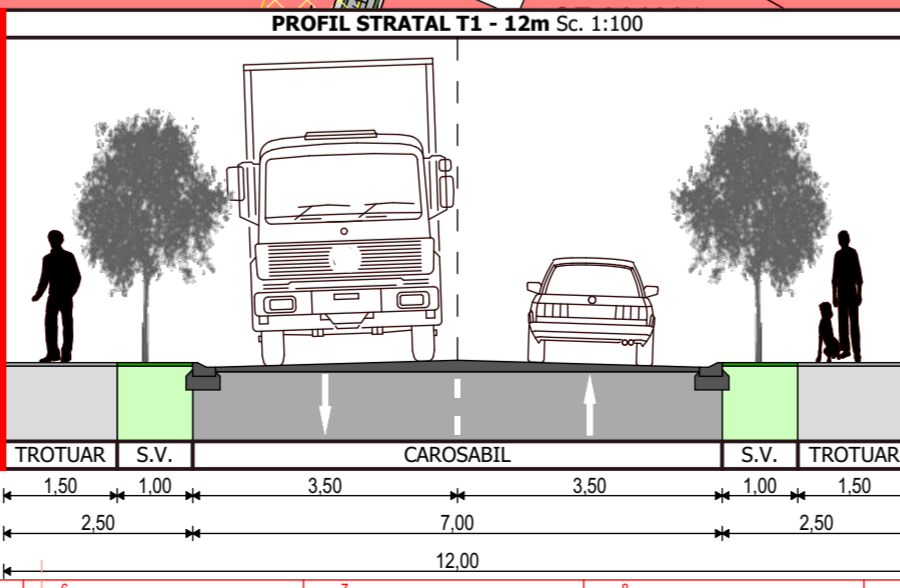 PROFIL STRATAL T1 - 12m Sc. 1:100
TROTUAR S.V. CAROSABIL S.V. TROTUAR
1,50 1,00 3,50 3,50 1,00 1,50
2,50 7,00 2,50
12,00